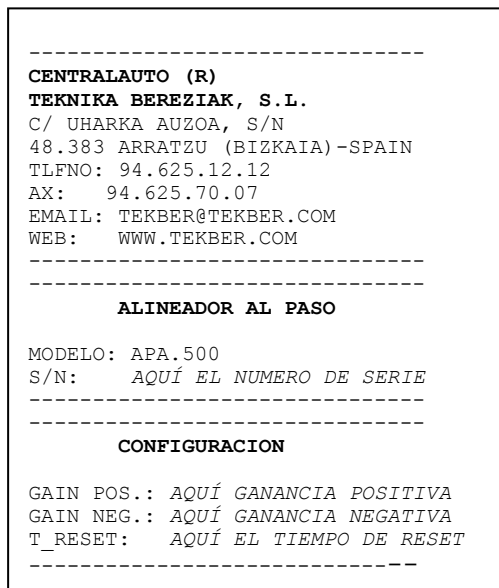 --------------------------------
CENTRALAUTO (R)
TEKNIKA BEREZIAK, S.L.
C/ UHARKA AUZOA, S/N
48.383 ARRATZU (BIZKAIA)-SPAIN
TLFNO: 94.625.12.12
AX: 94.625.70.07
EMAIL: TEKBER@TEKBER.COM
WEB: WWW.TEKBER.COM
--------------------------------
--------------------------------
ALINEADOR AL PASO
MODELO: APA.500
S/N: AQUÍ EL NUMERO DE SERIE
--------------------------------
--------------------------------
CONFIGURACION
GAIN POS.: AQUÍ GANANCIA POSITIVA
GAIN NEG.: AQUÍ GANANCIA NEGATIVA
T_RESET: AQUÍ EL TIEMPO DE RESET
-------------------------------